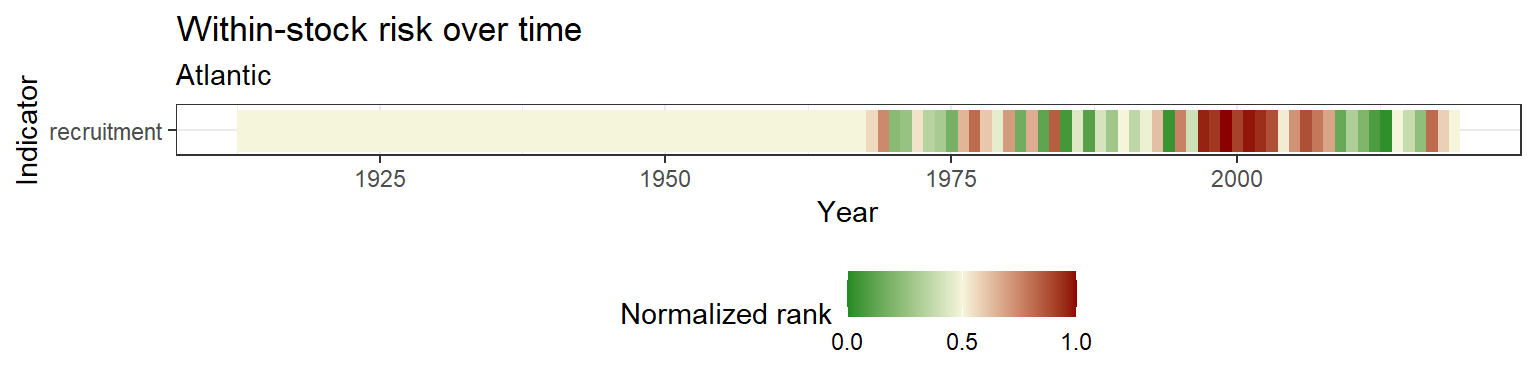 Within-stock risk over time
Atlantic
Indicator
recruitment
1925 1950 1975 2000
Year
Normalized rank
0.0 0.5 1.0